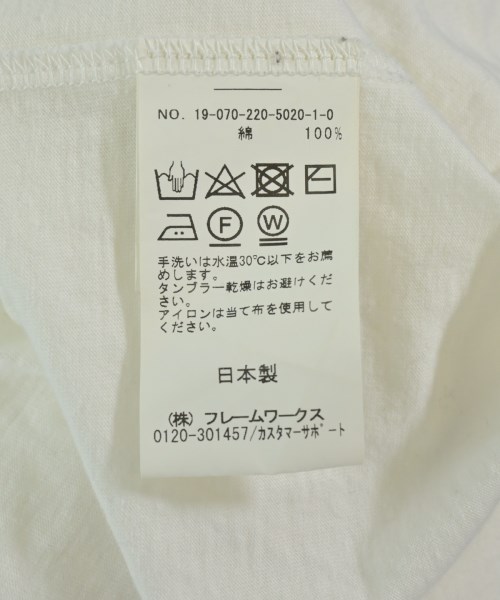 NO. 19-070-220-5020-1-0
綿 100%
F W
手洗いは水温30℃以下をお薦
めします。
タンブラー乾燥はお避けくだ
さい。
アイロンは当て布を使用して
ください。
日本製
(株) フレームワークス
0120-301457/カスタマーサポート